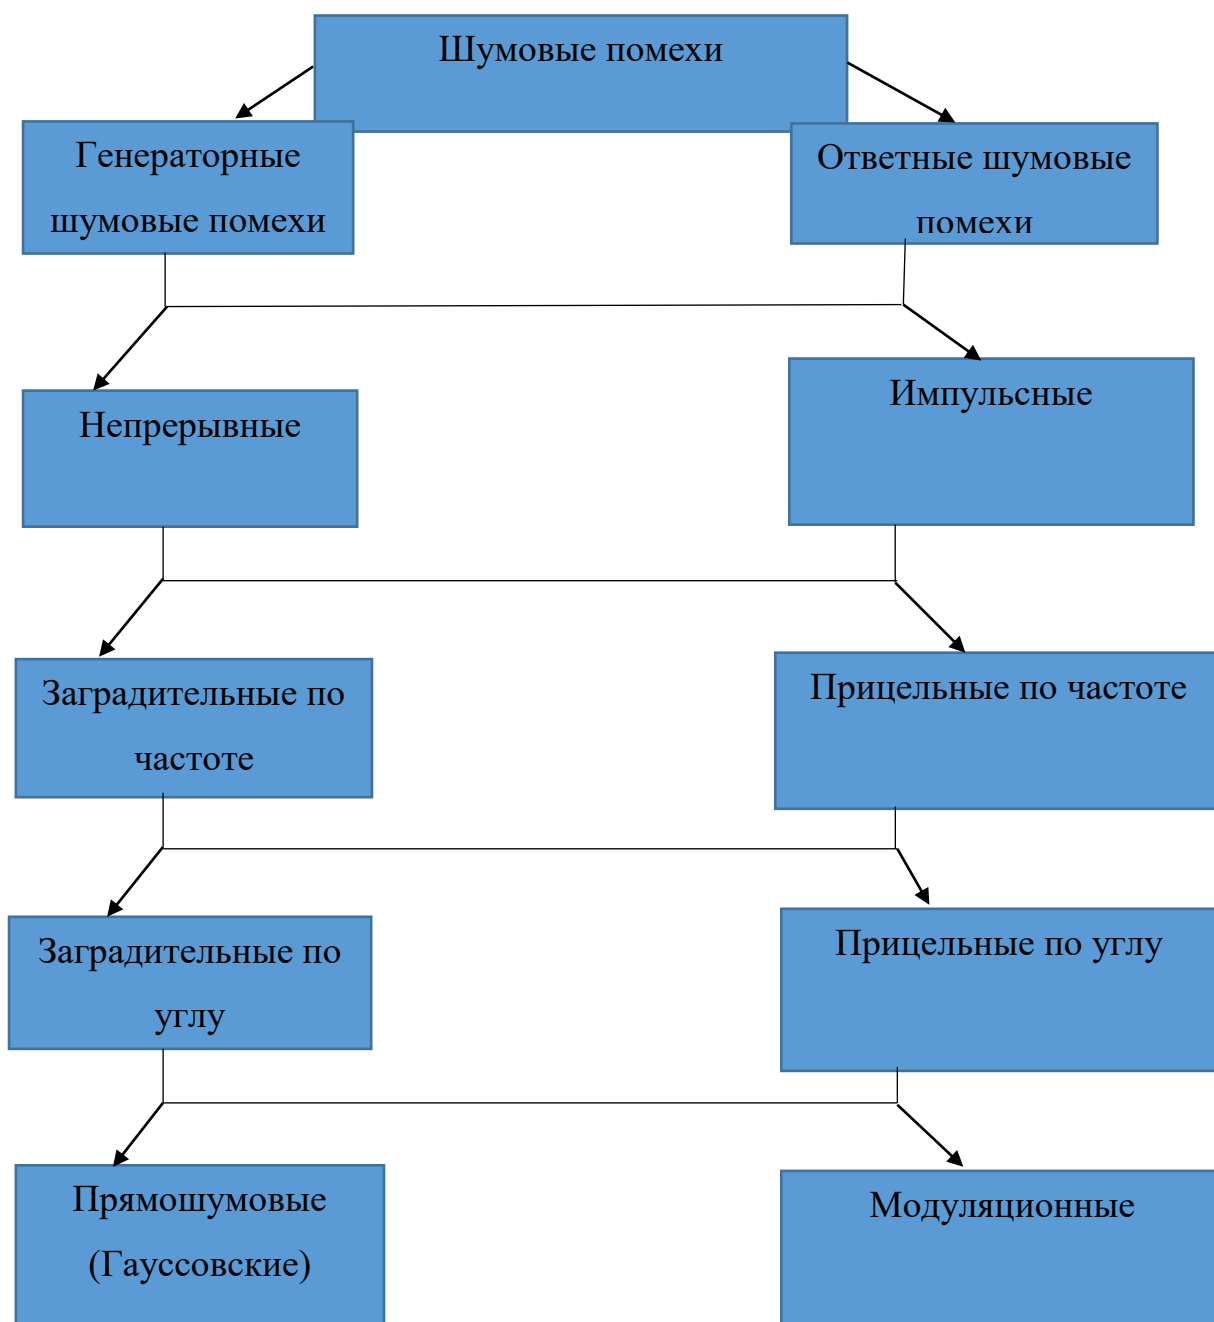 Шумовые помехи
Генераторные
шумовые помехи
Ответные шумовые
помехи
Непрерывные
Импульсные
Заградительные по
частоте
Прицельные по частоте
Заградительные по
углу
Прицельные по углу
Прямошумовые
(Гауссовские)
Модуляционные